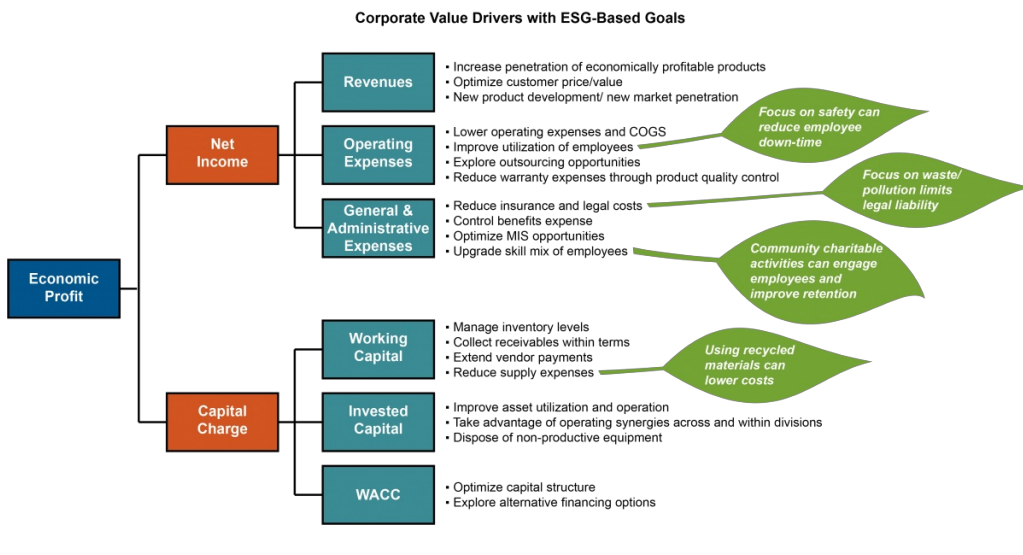 Corporate Value Drivers with ESG-Based Goals
Revenues
▪ Increase penetration of economically profitable products
▪ Optimize customer price/value
▪ New product development/ new market penetration
Focus on safety can
reduce employee
down-time
Net
Income
Operating
Expenses
▪ Lower operating expenses and COGS
▪ Improve utilization of employees
▪ Explore outsourcing opportunities
▪ Reduce warranty expenses through product quality control
Focus on waste/
pollution limits
legal liability
General &
Administrative
Expenses
▪ Reduce insurance and legal costs
▪ Control benefits expense
▪ Optimize MIS opportunities
▪ Upgrade skill mix of employees
Community charitable
activities can engage
employees and
improve retention
Economic
Profit
Working
Capital
▪ Manage inventory levels
▪ Collect receivables within terms
▪ Extend vendor payments
▪ Reduce supply expenses
Using recycled
materials can
lower costs
Capital
Charge
Invested
Capital
▪ Improve asset utilization and operation
▪ Take advantage of operating synergies across and within divisions
▪ Dispose of non-productive equipment
WACC
▪ Optimize capital structure
▪ Explore alternative financing options